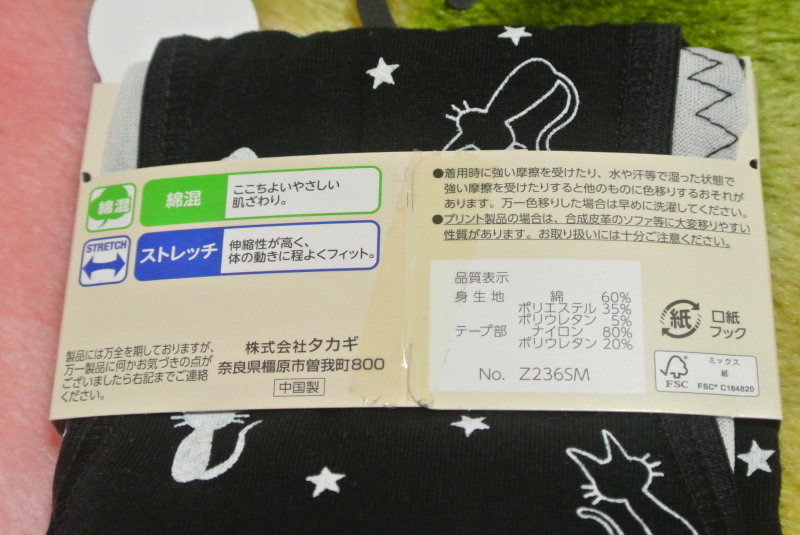 綿混
綿混
ここちよいやさしい
肌ざわり。
STRETCH
ストレッチ
伸縮性が高く、
体の動きに程よくフィット。
製品には万全を期しておりますが、
万一製品に何かお気づきの点が
ございましたら右記までご連絡
ください。
株式会社タカギ
奈良県橿原市曽我町800
中国製
●着用時に強い摩擦を受けたり、水や汗等で湿った状態で
強い摩擦を受けたりすると他のものに色移りするおそれが
あります。万一色移りした場合は早めに洗濯してください。
●プリント製品の場合は、合成皮革のソファ等に大変移りやすい
性質があります。お取り扱いには十分ご注意ください。
品質表示
身生地 綿 60%
ポリエステル 35%
ポリウレタン 5%
テープ部 ナイロン 80%
ポリウレタン 20%
No. Z236SM
紙
口紙
フック
FSC
ミックス
紙
FSC® C164820